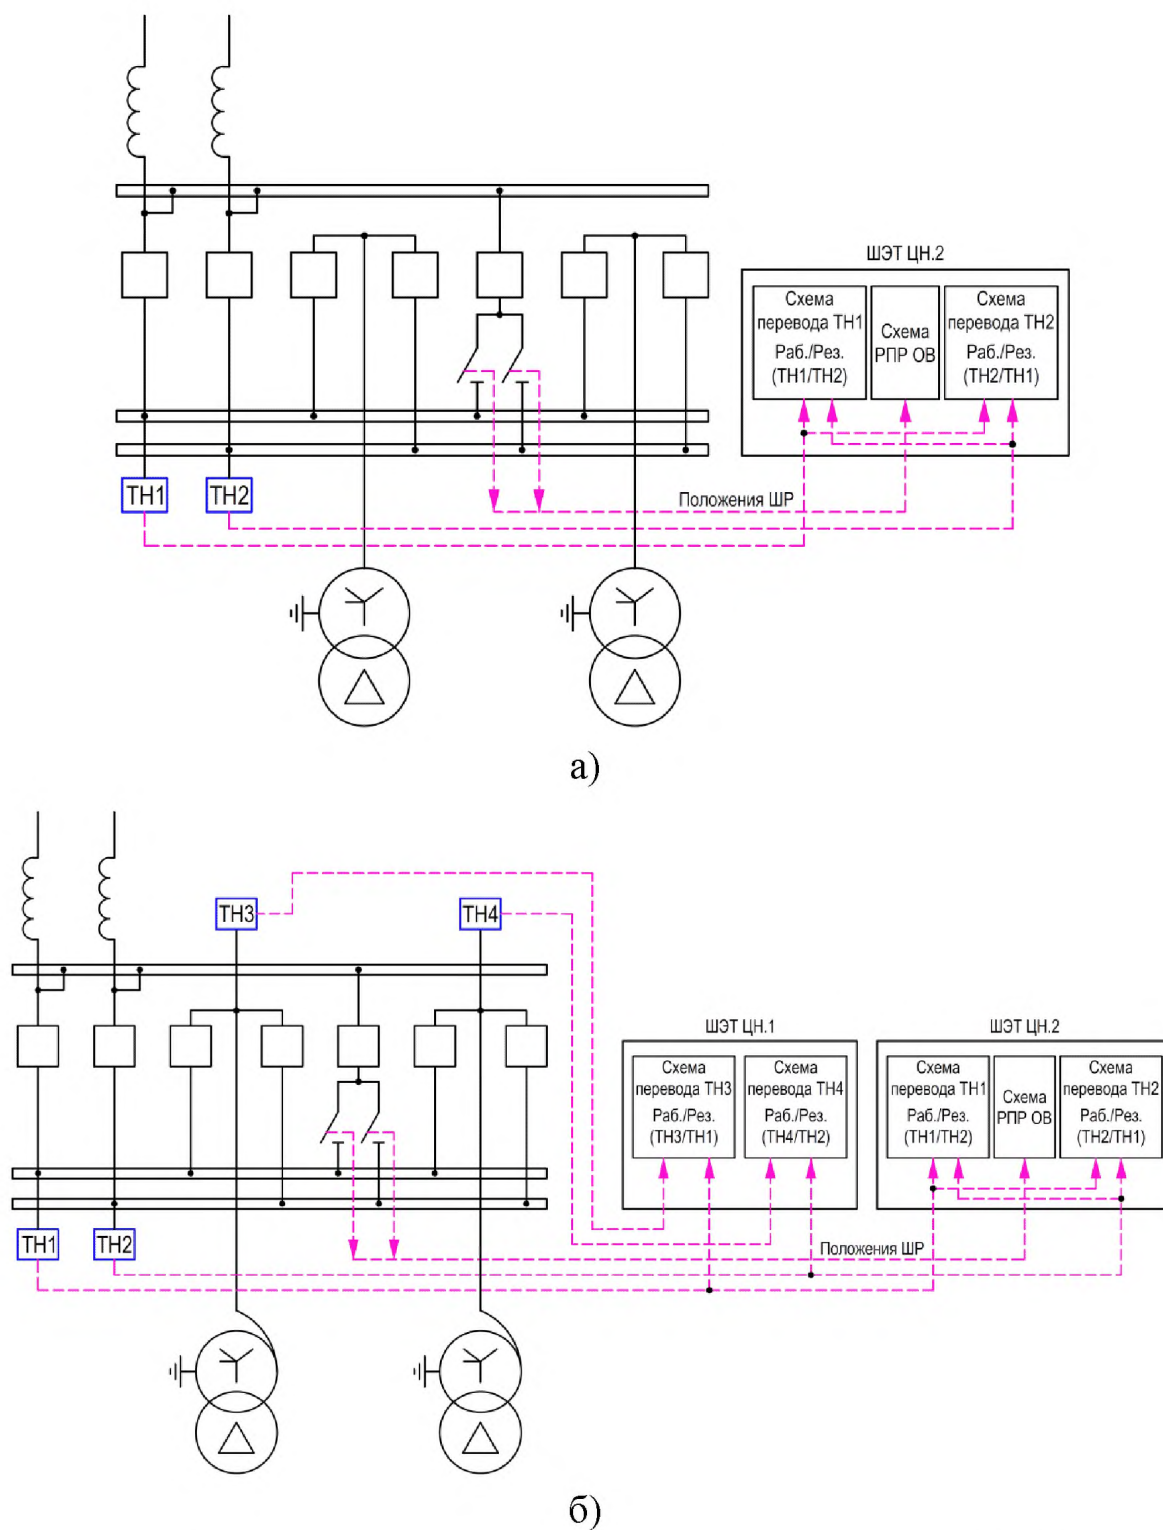 ШЭТ ЦН.2
Схема
перевода ТН1
Раб./Рез.
(ТН1/ТН2)
Схема
РПР ОВ
Схема
перевода ТН2
Раб./Рез.
(ТН2/ТН1)
ТН1
ТН2
Положения ШР
а)
ТН3
ТН4
ШЭТ ЦН.1
ШЭТ ЦН.2
Схема
перевода ТН3
Раб./Рез.
(ТН3/ТН1)
Схема
перевода ТН4
Раб./Рез.
(ТН4/ТН2)
Схема
перевода ТН1
Раб./Рез.
(ТН1/ТН2)
Схема
РПР ОВ
Схема
перевода ТН2
Раб./Рез.
(ТН2/ТН1)
ТН1
ТН2
Положения ШР
б)